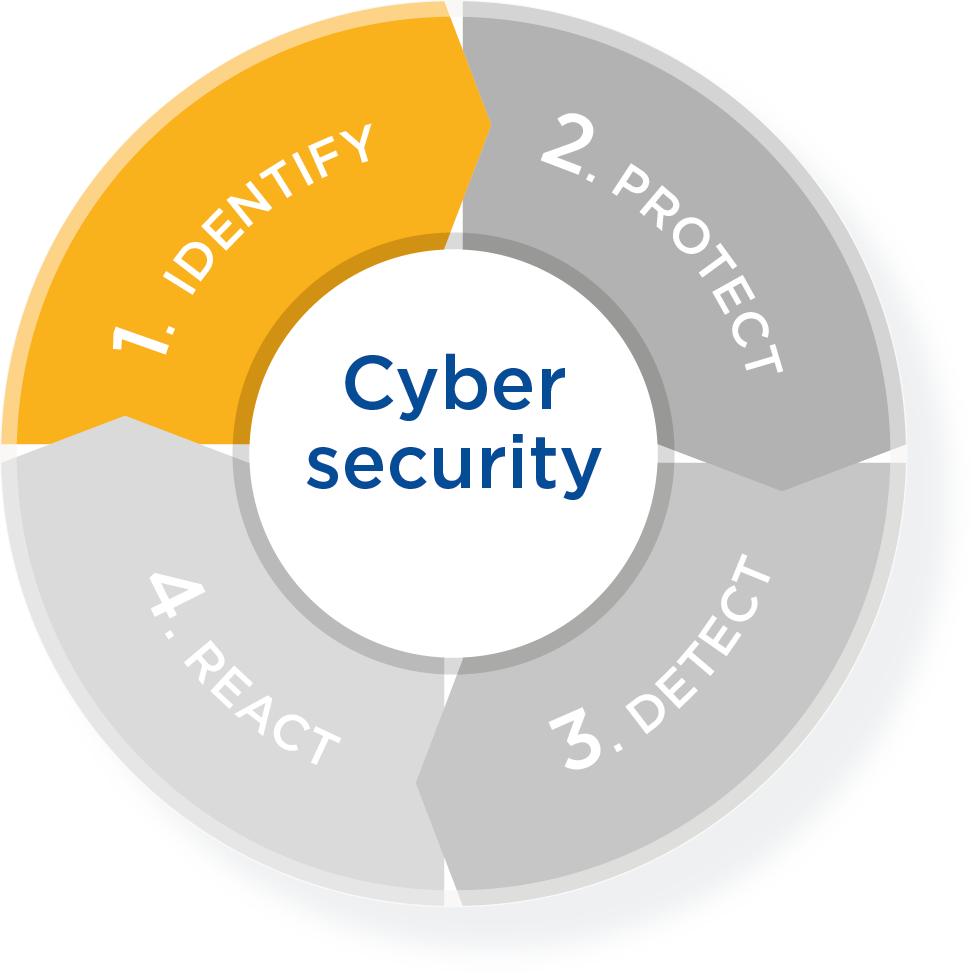 1. IDENTIFY
2. PROTECT
Cyber
security
3. DETECT
4. REACT